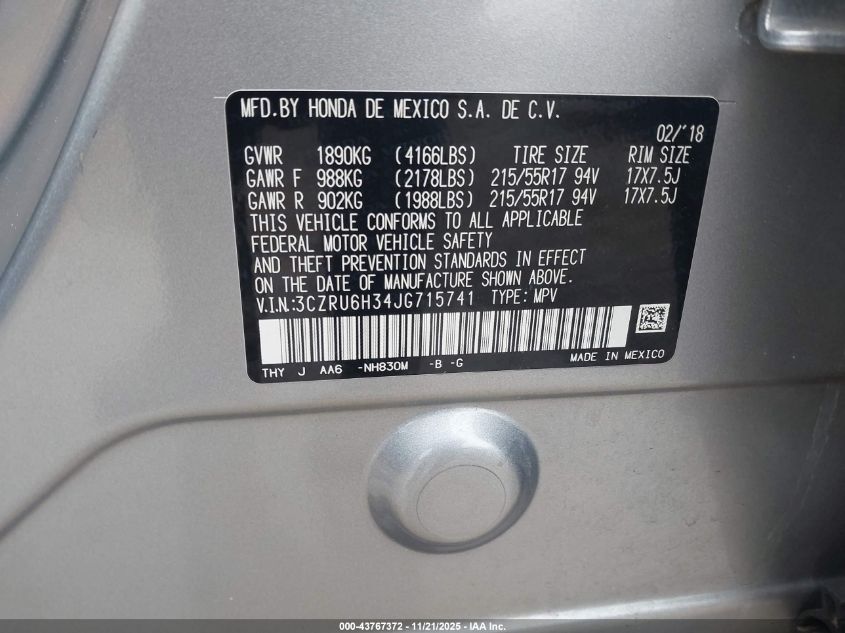 MFD.BY HONDA DE MEXICO S.A. DE C.V.
02/'18
GVWR 1890KG (4166LBS) TIRE SIZE RIM SIZE
GAWR F 988KG (2178LBS) 215/55R17 94V 17X7.5J
GAWR R 902KG (1988LBS) 215/55R17 94V 17X7.5J
THIS VEHICLE CONFORMS TO ALL APPLICABLE
FEDERAL MOTOR VEHICLE SAFETY
AND THEFT PREVENTION STANDARDS IN EFFECT
ON THE DATE OF MANUFACTURE SHOWN ABOVE.
V.I.N.:3CZRU6H34JG715741 TYPE: MPV
THY J AA6 -NH830M -B -G MADE IN MEXICO
000-43767372 - 11/21/2025 - IAA Inc.